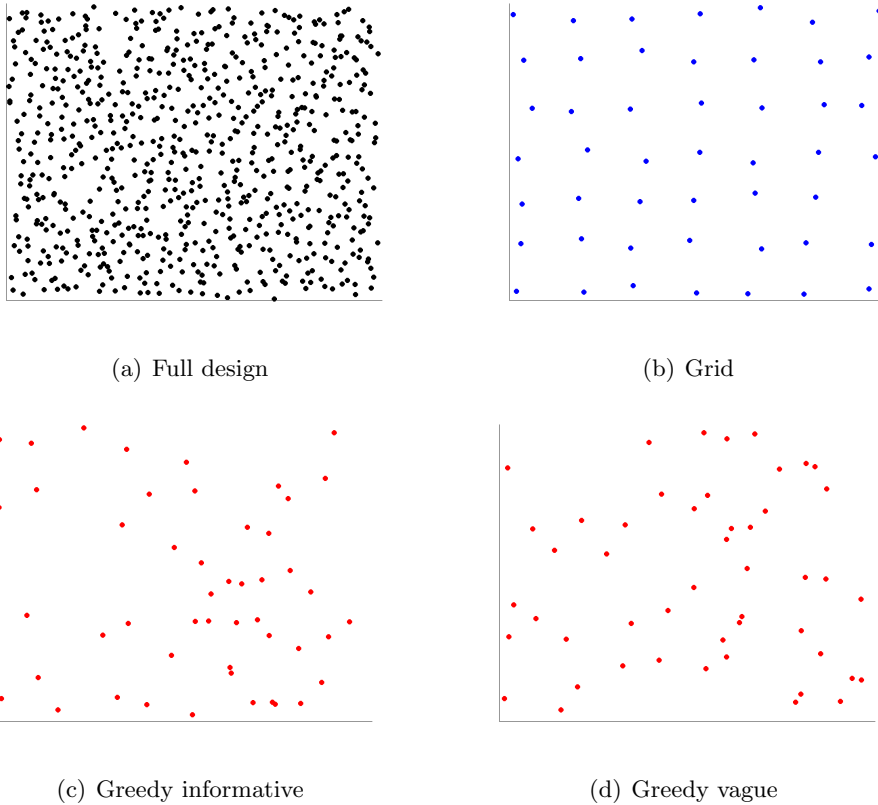 (a) Full design
(b) Grid
(c) Greedy informative
(d) Greedy vague